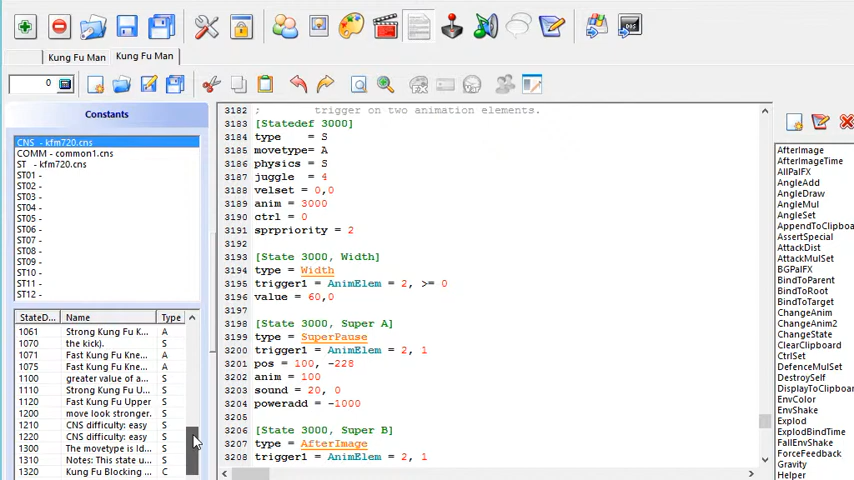 Kung Fu Man
Kung Fu Man
0
Constants
CNS - kfm720.cns
COMM - common1.cns
ST - kfm720.cns
ST01 -
ST02 -
ST03 -
ST04 -
ST05 -
ST06 -
ST07 -
ST08 -
ST09 -
ST10 -
ST11 -
ST12 -
StateD... Name Type
1061 Strong Kung Fu K... A
1070 the kick). S
1071 Fast Kung Fu Kne... A
1075 Fast Kung Fu Kne... A
1100 greater value of a... S
1110 Strong Kung Fu U... S
1120 Fast Kung Fu Upper S
1200 move look stronger. S
1210 CNS difficulty: easy S
1220 CNS difficulty: easy S
1300 The movetype is Id... S
1310 Notes: This state u... S
1320 Kung Fu Blocking ... C
3182 ; trigger on two animation elements.
3183 [Statedef 3000]
3184 type = S
3185 movetype= A
3186 physics = S
3187 juggle = 4
3188 velset = 0,0
3189 anim = 3000
3190 ctrl = 0
3191 sprpriority = 2
3192
3193 [State 3000, Width]
3194 type = Width
3195 trigger1 = AnimElem = 2, >= 0
3196 value = 60,0
3197
3198 [State 3000, Super A]
3199 type = SuperPause
3200 trigger1 = AnimElem = 2, 1
3201 pos = 100, -228
3202 anim = 100
3203 sound = 20, 0
3204 poweradd = -1000
3205
3206 [State 3000, Super B]
3207 type = AfterImage
3208 trigger1 = AnimElem = 2, 1
AfterImage
AfterImageTime
AllPalFX
AngleAdd
AngleDraw
AngleMul
AngleSet
AppendToClipboa
AssertSpecial
AttackDist
AttackMulSet
BGPalFX
BindToParent
BindToRoot
BindToTarget
ChangeAnim
ChangeAnim2
ChangeState
ClearClipboard
CtrlSet
DefenceMulSet
DestroySelf
DisplayToClipboa
EnvColor
EnvShake
Explod
ExplodBindTime
FallEnvShake
ForceFeedback
Gravity
Helper